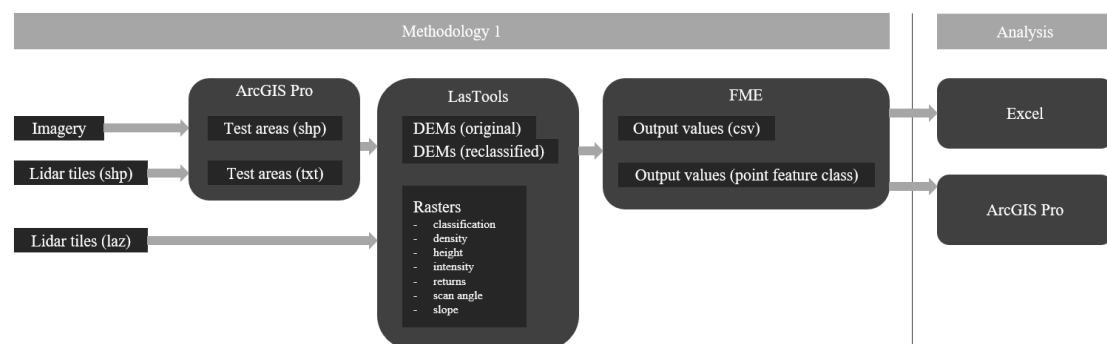 Methodology 1
Analysis
ArcGIS Pro
LasTools
FME
Imagery
Test areas (shp)
DEMs (original)
DEMs (reclassified)
Output values (csv)
Excel
Lidar tiles (shp)
Test areas (txt)
Output values (point feature class)
ArcGIS Pro
Lidar tiles (laz)
Rasters
- classification
- density
- height
- intensity
- returns
- scan angle
- slope